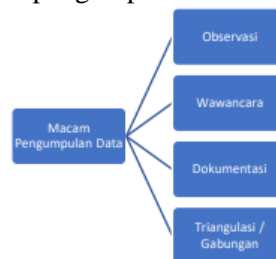 Macam
Pengumpulan Data
Observasi
Wawancara
Dokumentasi
Triangulasi /
Gabungan